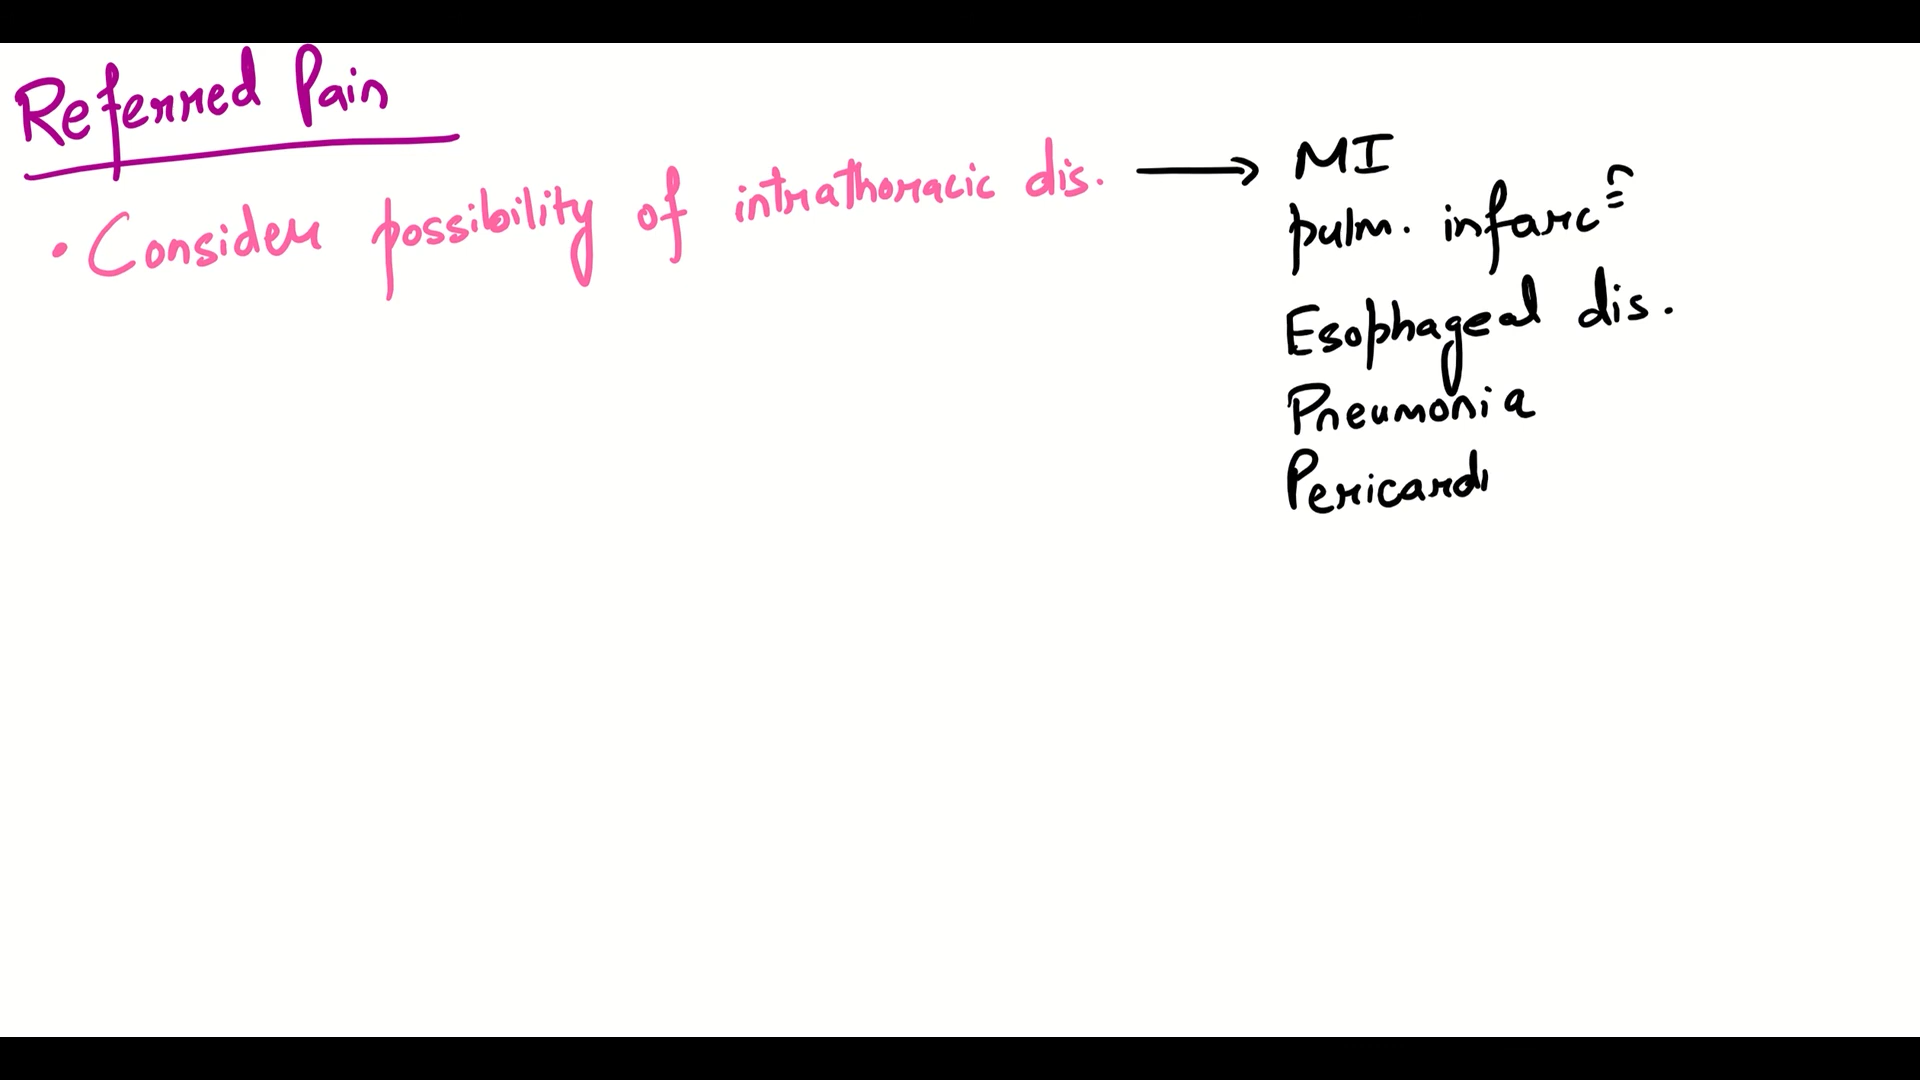 Referred Pain
• Consider possibility of intrathoracic dis. → MI
pulm. infarcⁿ
Esophageal dis.
Pneumonia
Pericardi